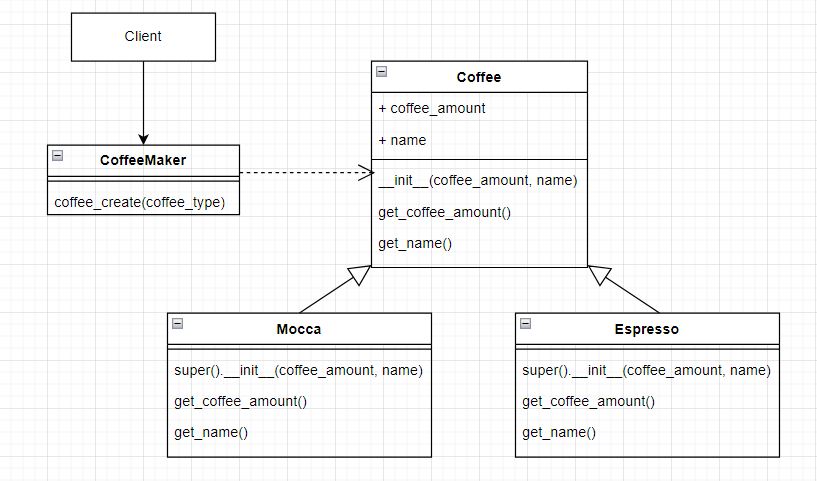 Client
CoffeeMaker
coffee_create(coffee_type)
Coffee
+ coffee_amount
+ name
__init__(coffee_amount, name)
get_coffee_amount()
get_name()
Mocca
super().__init__(coffee_amount, name)
get_coffee_amount()
get_name()
Espresso
super().__init__(coffee_amount, name)
get_coffee_amount()
get_name()